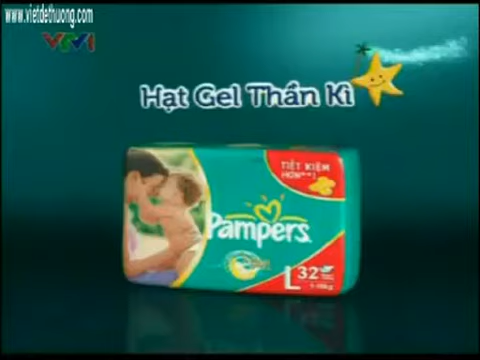 www.vietdethuong.com
VTV1
Hạt Gel Thần Kì
TIẾT KIỆM
HƠN***!
Pampers
L 32